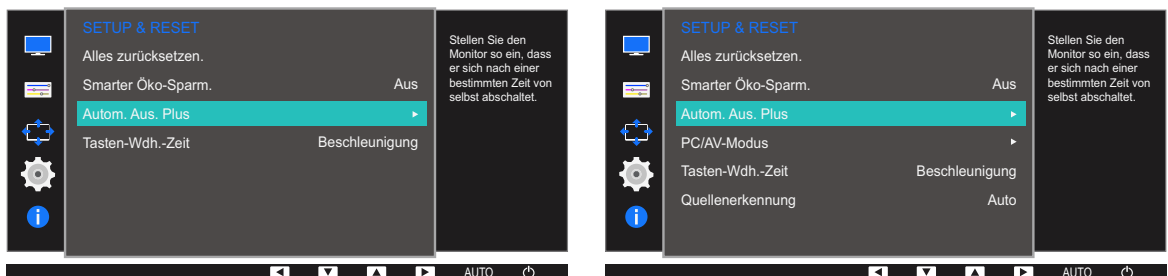 SETUP & RESET
Alles zurücksetzen.
Smarter Öko-Sparm. Aus
Autom. Aus. Plus
Tasten-Wdh.-Zeit Beschleunigung
Stellen Sie den
Monitor so ein, dass
er sich nach einer
bestimmten Zeit von
selbst abschaltet.
AUTO
SETUP & RESET
Alles zurücksetzen.
Smarter Öko-Sparm. Aus
Autom. Aus. Plus
PC/AV-Modus
Tasten-Wdh.-Zeit Beschleunigung
Quellenerkennung Auto
Stellen Sie den
Monitor so ein, dass
er sich nach einer
bestimmten Zeit von
selbst abschaltet.
AUTO